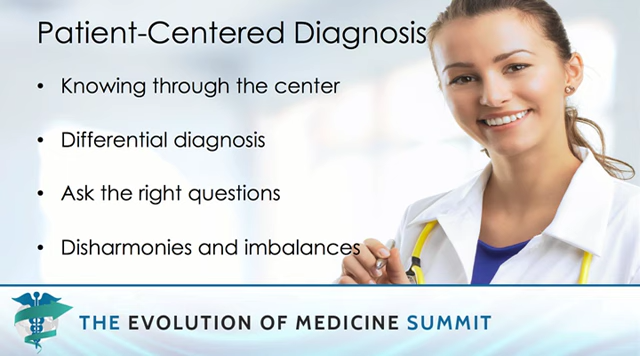 Patient-Centered Diagnosis
• Knowing through the center
• Differential diagnosis
• Ask the right questions
• Disharmonies and imbalances
THE EVOLUTION OF MEDICINE SUMMIT